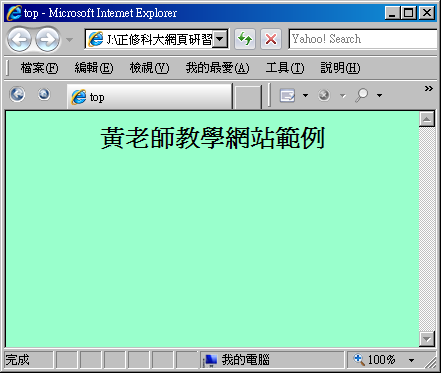 top - Microsoft Internet Explorer
J:\正修科大網頁研習
Yahoo! Search
檔案(F) 編輯(E) 檢視(V) 我的最愛(A) 工具(T) 說明(H)
top
黃老師教學網站範例
完成 我的電腦 100%